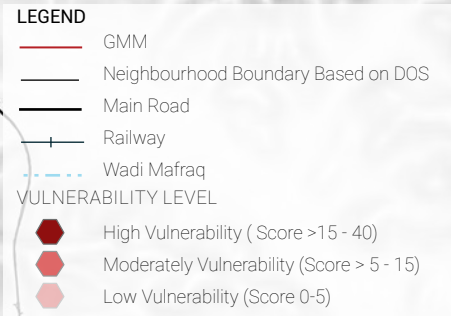 LEGEND
GMM
Neighbourhood Boundary Based on DOS
Main Road
Railway
Wadi Mafraq
VULNERABILITY LEVEL
High Vulnerability ( Score >15 - 40)
Moderately Vulnerability (Score > 5 - 15)
Low Vulnerability (Score 0-5)